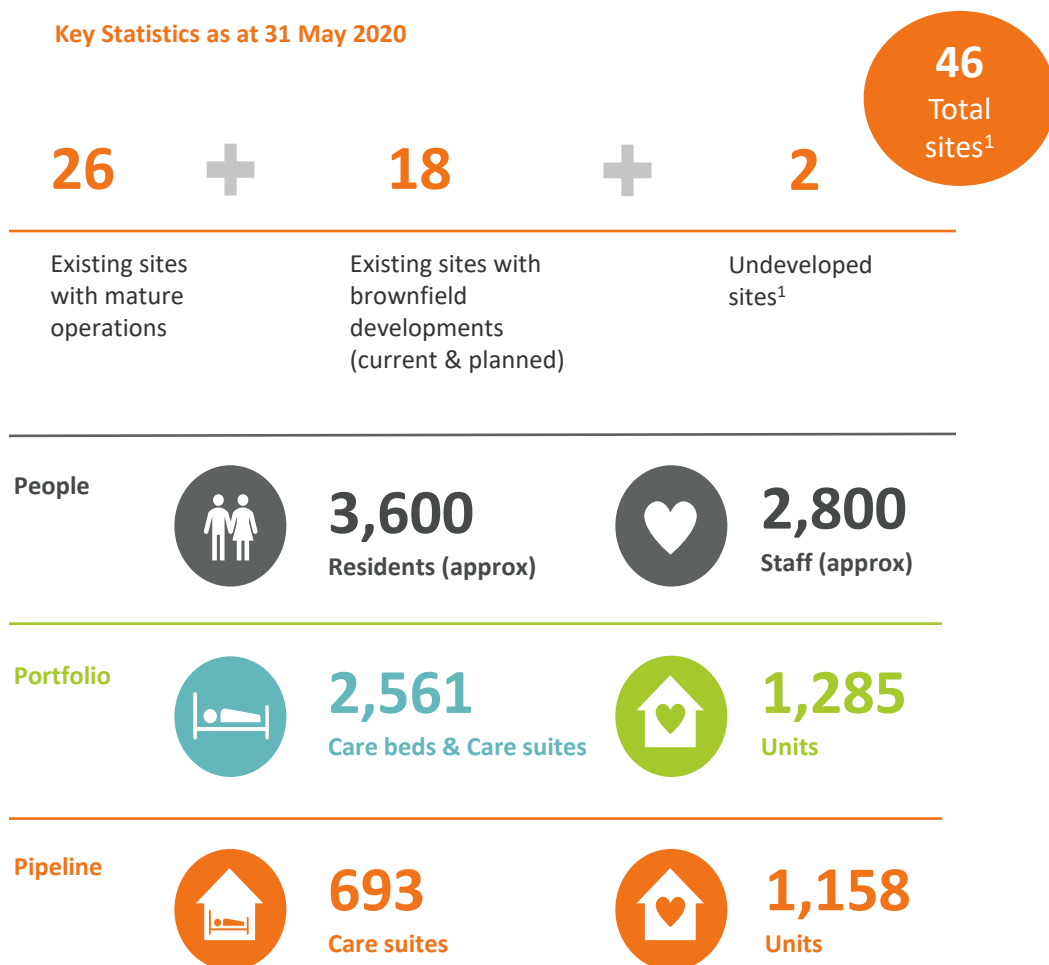 Key Statistics as at 31 May 2020
46
Total
sites¹
26 + 18 + 2
Existing sites
with mature
operations
Existing sites with
brownfield
developments
(current & planned)
Undeveloped
sites¹
People
3,600
Residents (approx)
2,800
Staff (approx)
Portfolio
2,561
Care beds & Care suites
1,285
Units
Pipeline
693
Care suites
1,158
Units